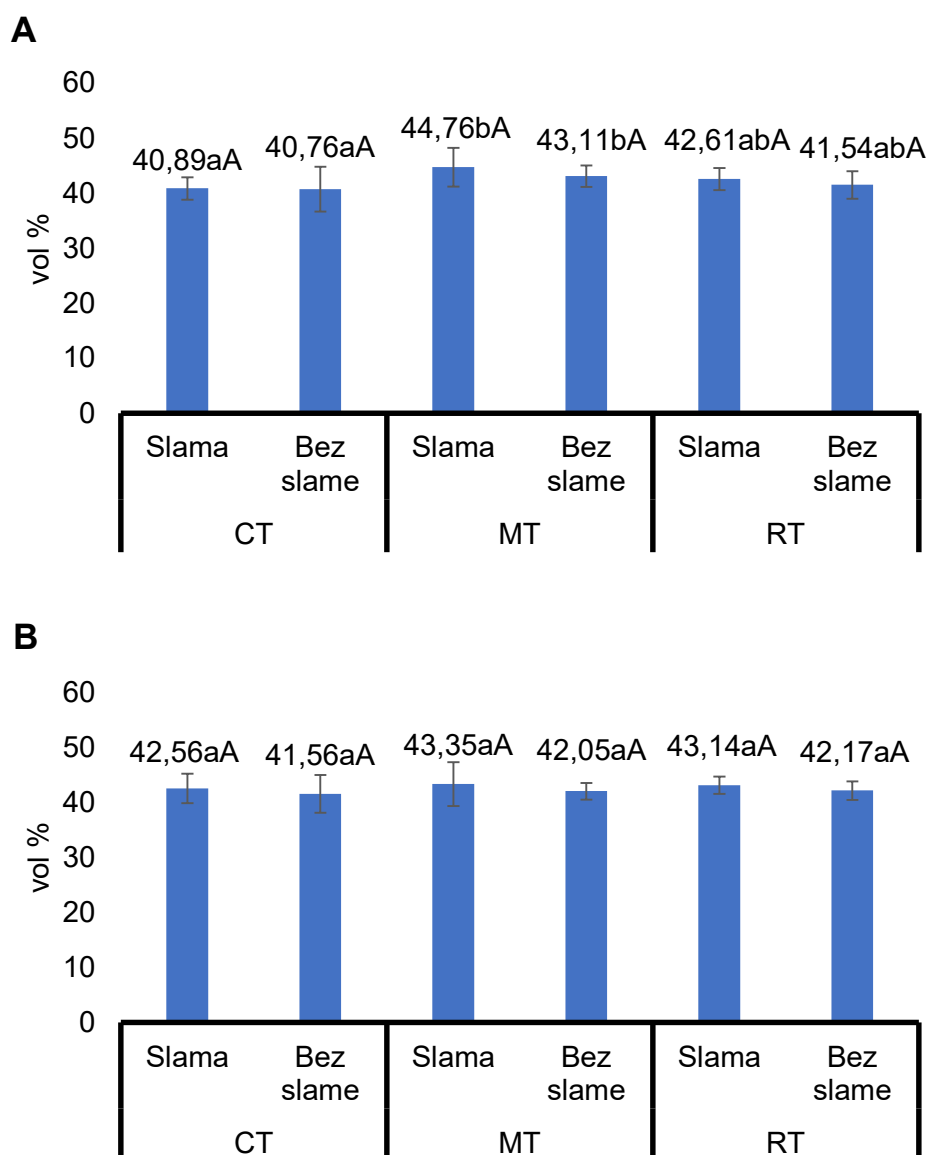 A
60
50
40
30
20
10
0
vol %
40,89aA
40,76aA
44,76bA
43,11bA
42,61abA
41,54abA
Slama
Bez
slame
Slama
Bez
slame
Slama
Bez
slame
CT
MT
RT
B
60
50
40
30
20
10
0
vol %
42,56aA
41,56aA
43,35aA
42,05aA
43,14aA
42,17aA
Slama
Bez
slame
Slama
Bez
slame
Slama
Bez
slame
CT
MT
RT